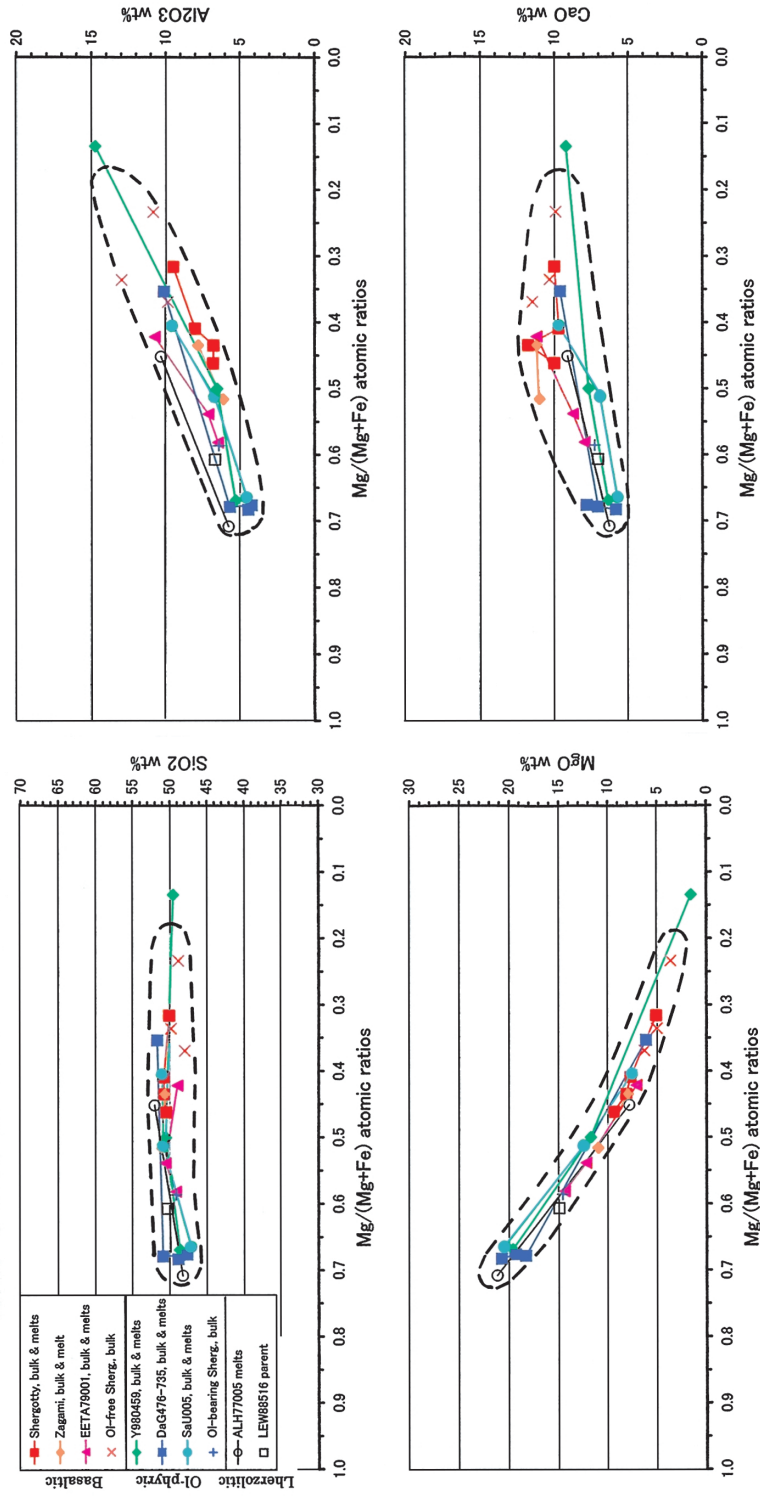 SiO2 wt%
70
65
60
55
50
45
40
35
30
1.0 0.9 0.8 0.7 0.6 0.5 0.4 0.3 0.2 0.1 0.0
Mg/(Mg+Fe) atomic ratios
Basaltic
Shergotty, bulk & melts
Zagami, bulk & melt
EETA79001, bulk & melts
Ol-free Sherg., bulk
Ol-phyric
Y980459, bulk & melts
DaG476-735, bulk & melts
SaU005, bulk & melts
Ol-bearing Sherg., bulk
Lherzolitic
ALH77005 melts
LEW88516 parent
Al2O3 wt%
20
15
10
5
0
1.0 0.9 0.8 0.7 0.6 0.5 0.4 0.3 0.2 0.1 0.0
Mg/(Mg+Fe) atomic ratios
MgO wt%
30
25
20
15
10
5
0
1.0 0.9 0.8 0.7 0.6 0.5 0.4 0.3 0.2 0.1 0.0
Mg/(Mg+Fe) atomic ratios
CaO wt%
20
15
10
5
0
1.0 0.9 0.8 0.7 0.6 0.5 0.4 0.3 0.2 0.1 0.0
Mg/(Mg+Fe) atomic ratios